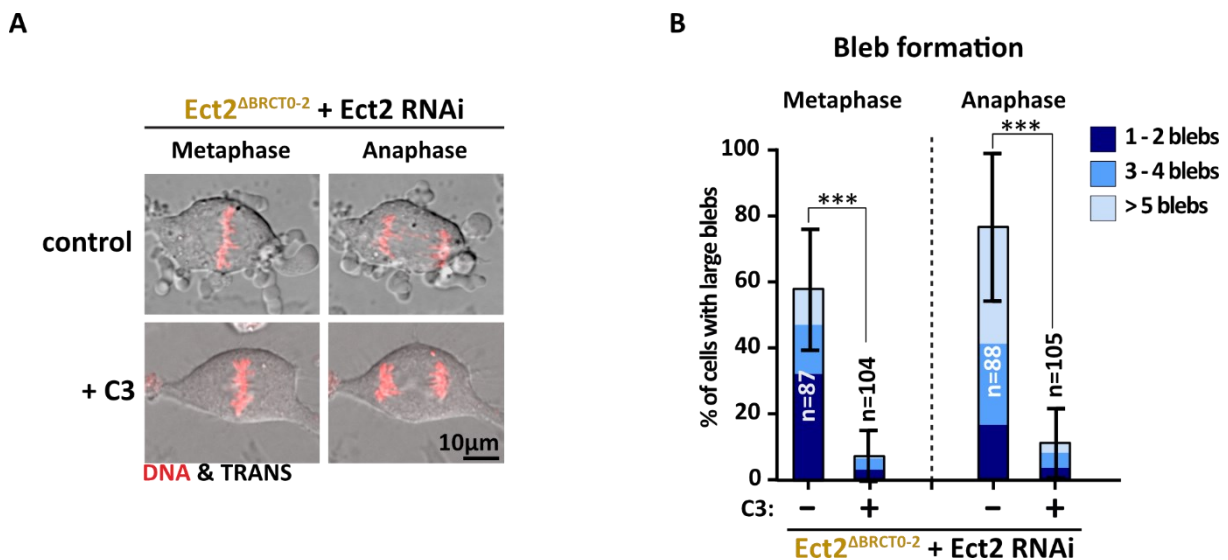 A
Ect2ΔBRCT0-2 + Ect2 RNAi
Metaphase
Anaphase
control
+ C3
10µm
DNA & TRANS
B
Bleb formation
Metaphase
Anaphase
% of cells with large blebs
100
80
60
40
20
0
***
***
n=87
n=104
n=88
n=105
1 - 2 blebs
3 - 4 blebs
> 5 blebs
C3: − + − +
Ect2ΔBRCT0-2 + Ect2 RNAi